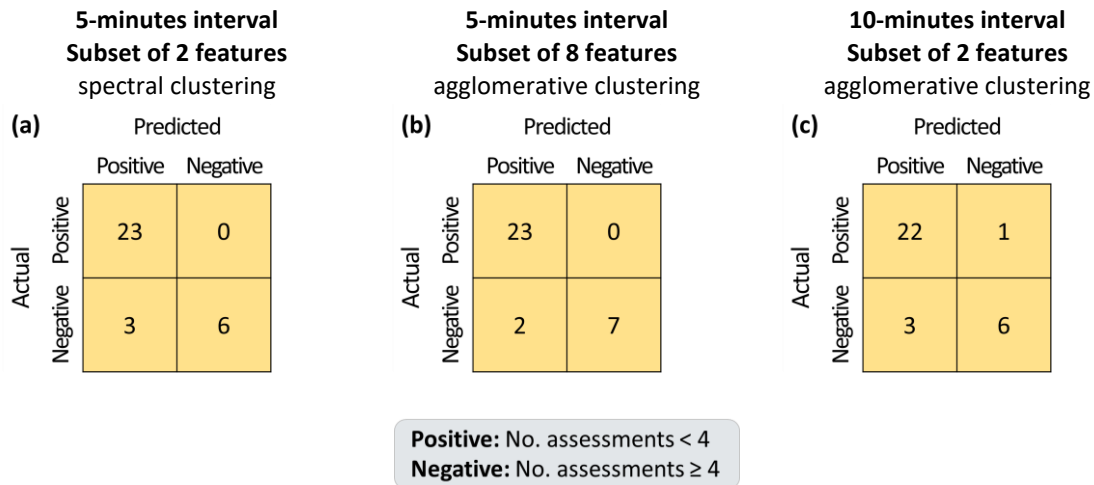 5-minutes interval
Subset of 2 features
spectral clustering
(a)
Predicted
Positive Negative
Actual
Positive
23 0
Negative
3 6
5-minutes interval
Subset of 8 features
agglomerative clustering
(b)
Predicted
Positive Negative
Actual
Positive
23 0
Negative
2 7
10-minutes interval
Subset of 2 features
agglomerative clustering
(c)
Predicted
Positive Negative
Actual
Positive
22 1
Negative
3 6
Positive: No. assessments < 4
Negative: No. assessments ≥ 4